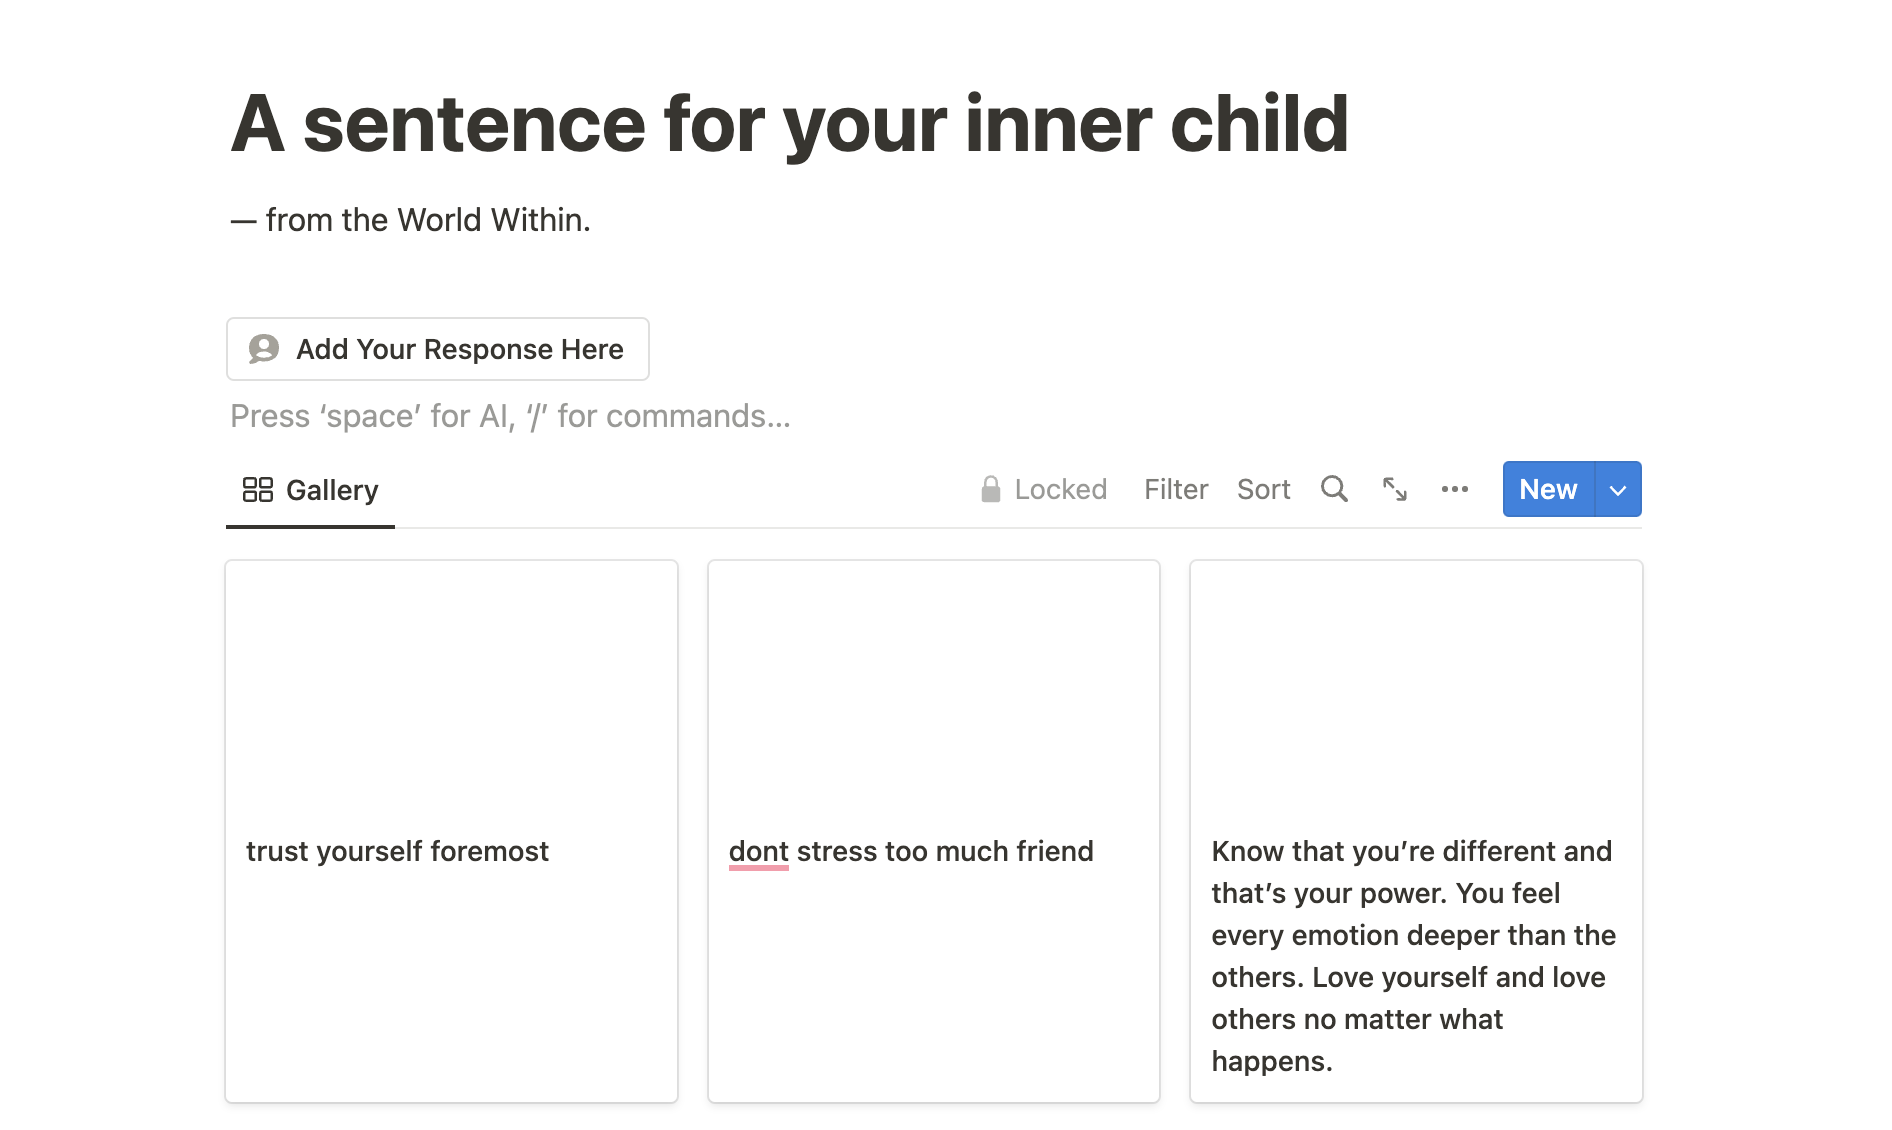 A sentence for your inner child
— from the World Within.
Add Your Response Here
Press ‘space’ for AI, ‘/’ for commands...
Gallery
Locked Filter Sort New
trust yourself foremost
dont stress too much friend
Know that you’re different and
that’s your power. You feel
every emotion deeper than the
others. Love yourself and love
others no matter what
happens.